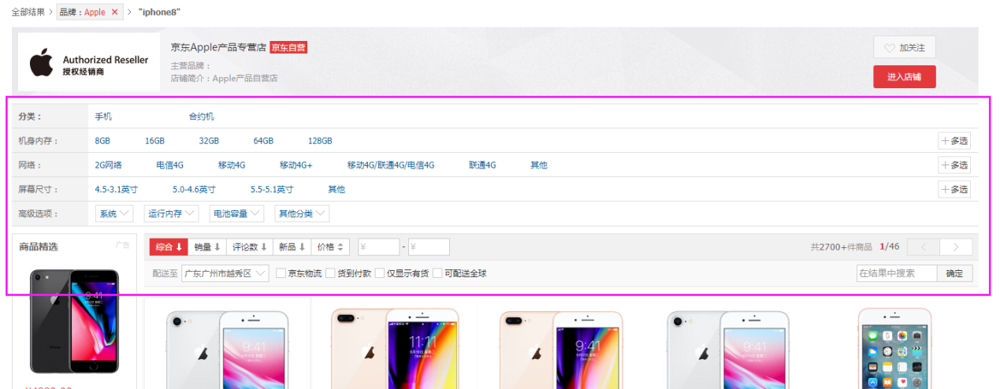 全部结果 > 品牌：Apple × > "iphone8"
京东Apple产品专营店 京东自营
Authorized Reseller
授权经销商
主营品牌：
店铺简介：Apple产品自营店
加关注
进入店铺
分类： 手机 合约机
机身内存： 8GB 16GB 32GB 64GB 128GB 多选
网络： 2G网络 电信4G 移动4G 移动4G+ 移动4G/联通4G/电信4G 联通4G 其他 多选
屏幕尺寸： 4.5-3.1英寸 5.0-4.6英寸 5.5-5.1英寸 其他 多选
高级选项： 系统 运行内存 电池容量 其他分类
商品精选 广告
综合 销量 评论数 新品 价格 ¥ - ¥ 共2700+件商品 1/46 < >
配送至 广东广州市越秀区 京东物流 货到付款 仅显示有货 可配送全球 在结果中搜索 确定
9:41
9:41
11:11
9:41
9:41